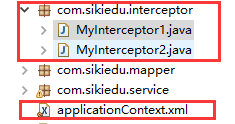 com.sikiedu.interceptor
MyInterceptor1.java
MyInterceptor2.java
com.sikiedu.mapper
com.sikiedu.service
applicationContext.xml